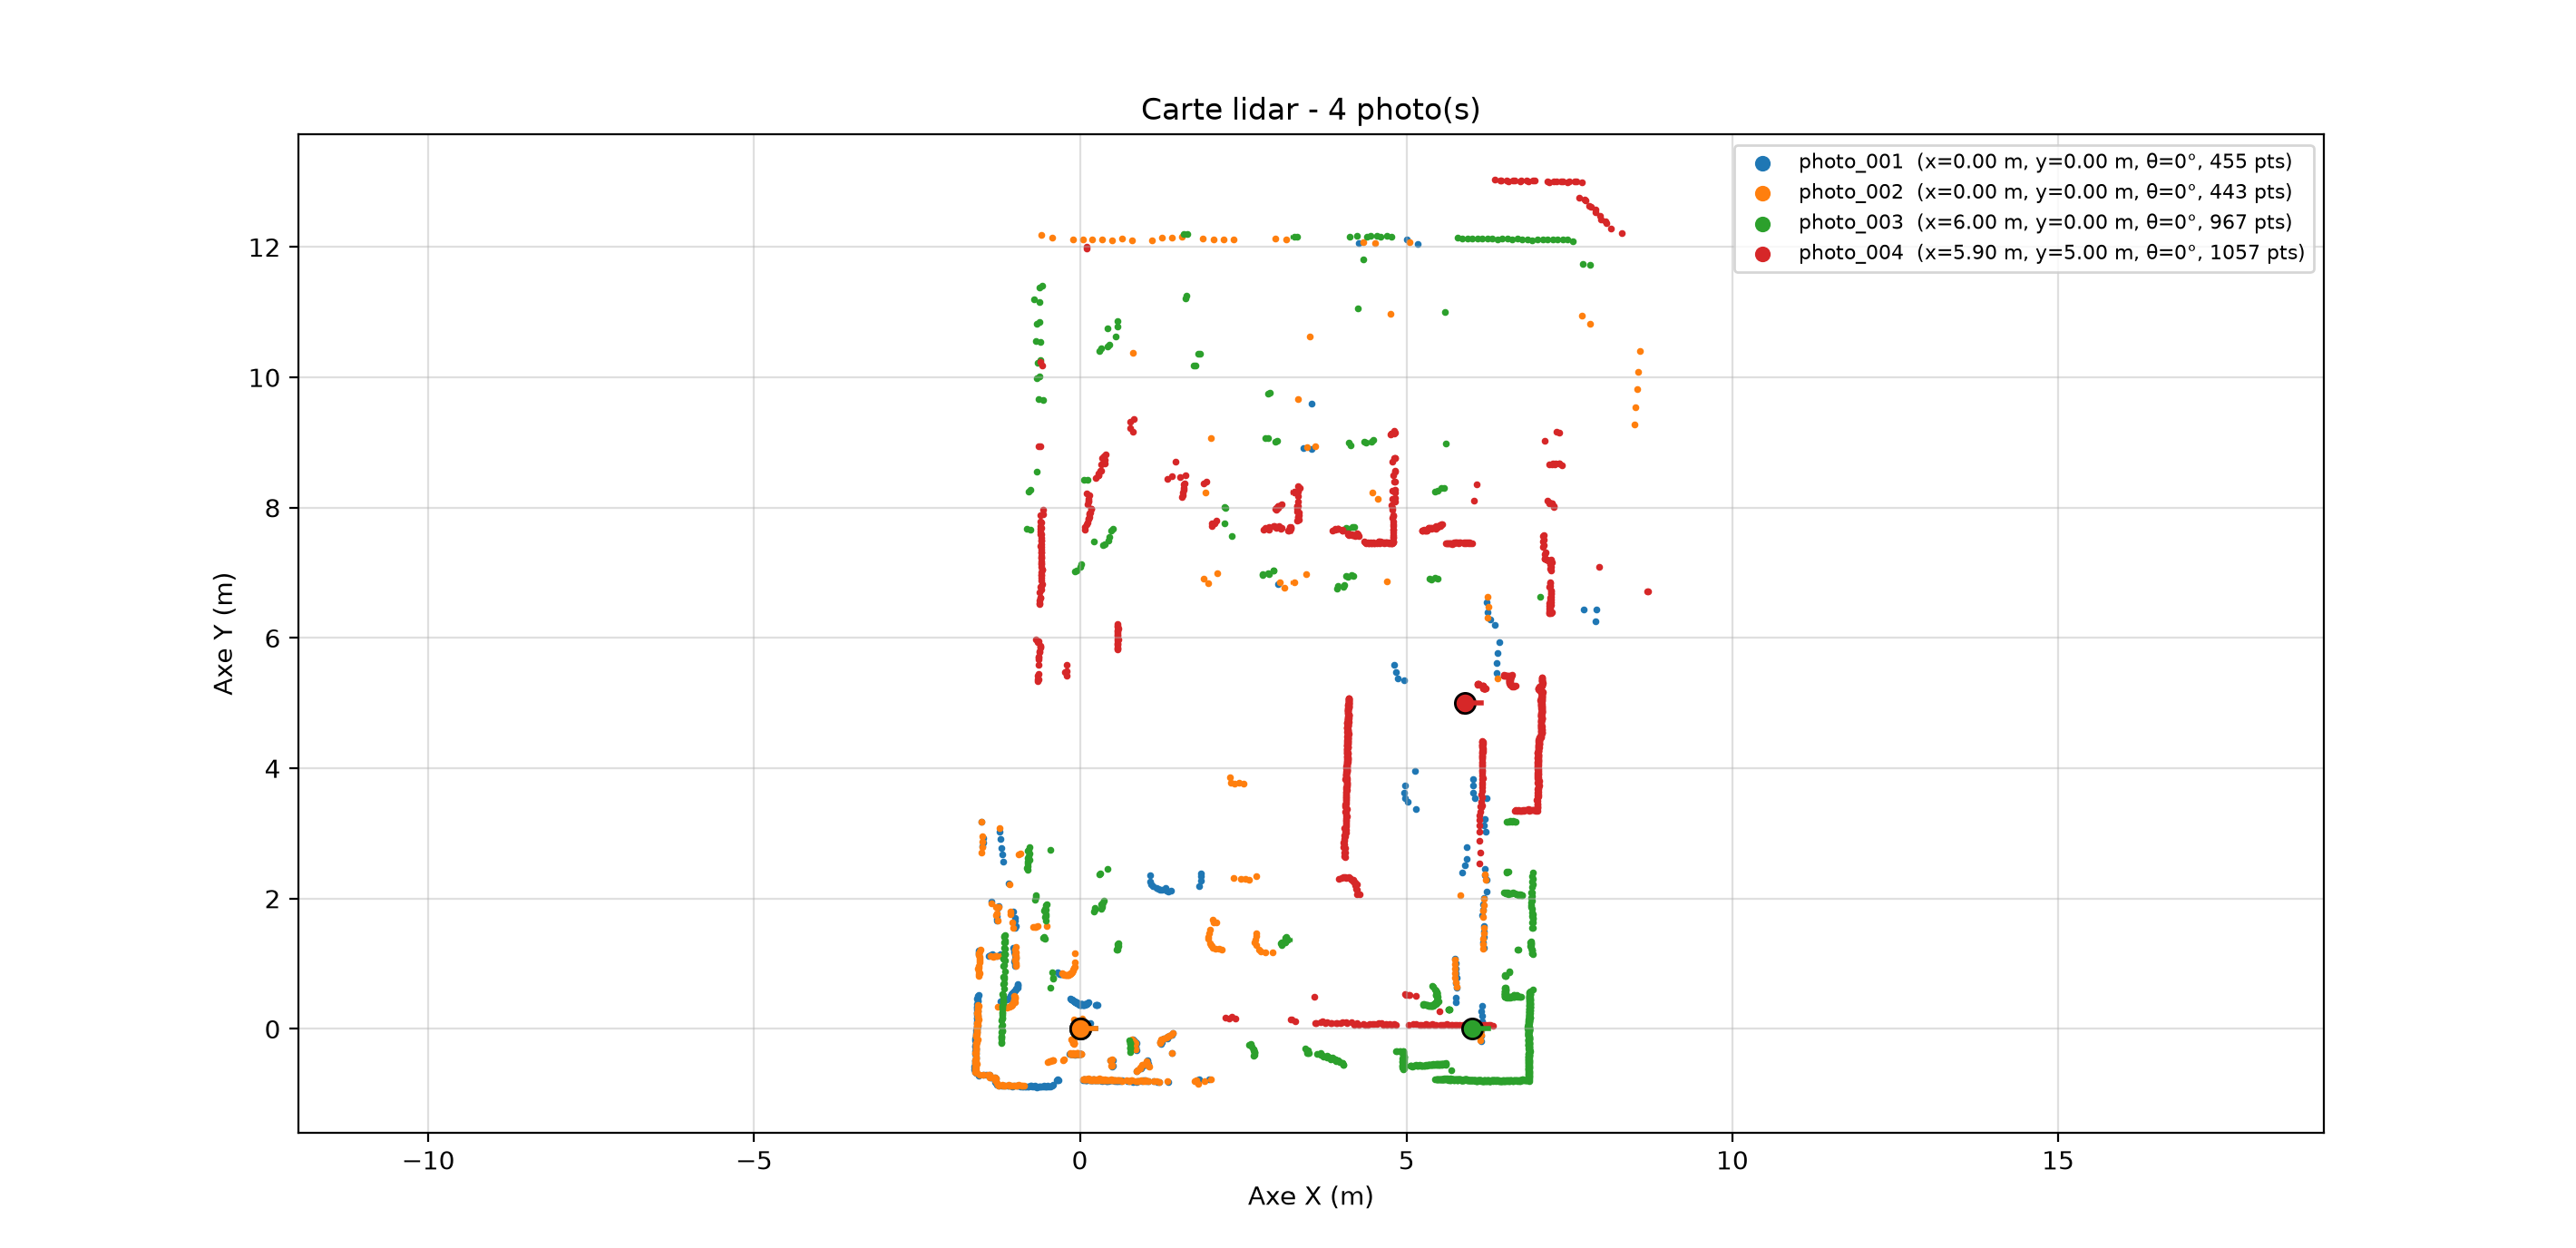 Carte lidar - 4 photo(s)
photo_001 (x=0.00 m, y=0.00 m, θ=0°, 455 pts)
photo_002 (x=0.00 m, y=0.00 m, θ=0°, 443 pts)
photo_003 (x=6.00 m, y=0.00 m, θ=0°, 967 pts)
photo_004 (x=5.90 m, y=5.00 m, θ=0°, 1057 pts)
Axe Y (m)
12
10
8
6
4
2
0
−10 −5 0 5 10 15
Axe X (m)